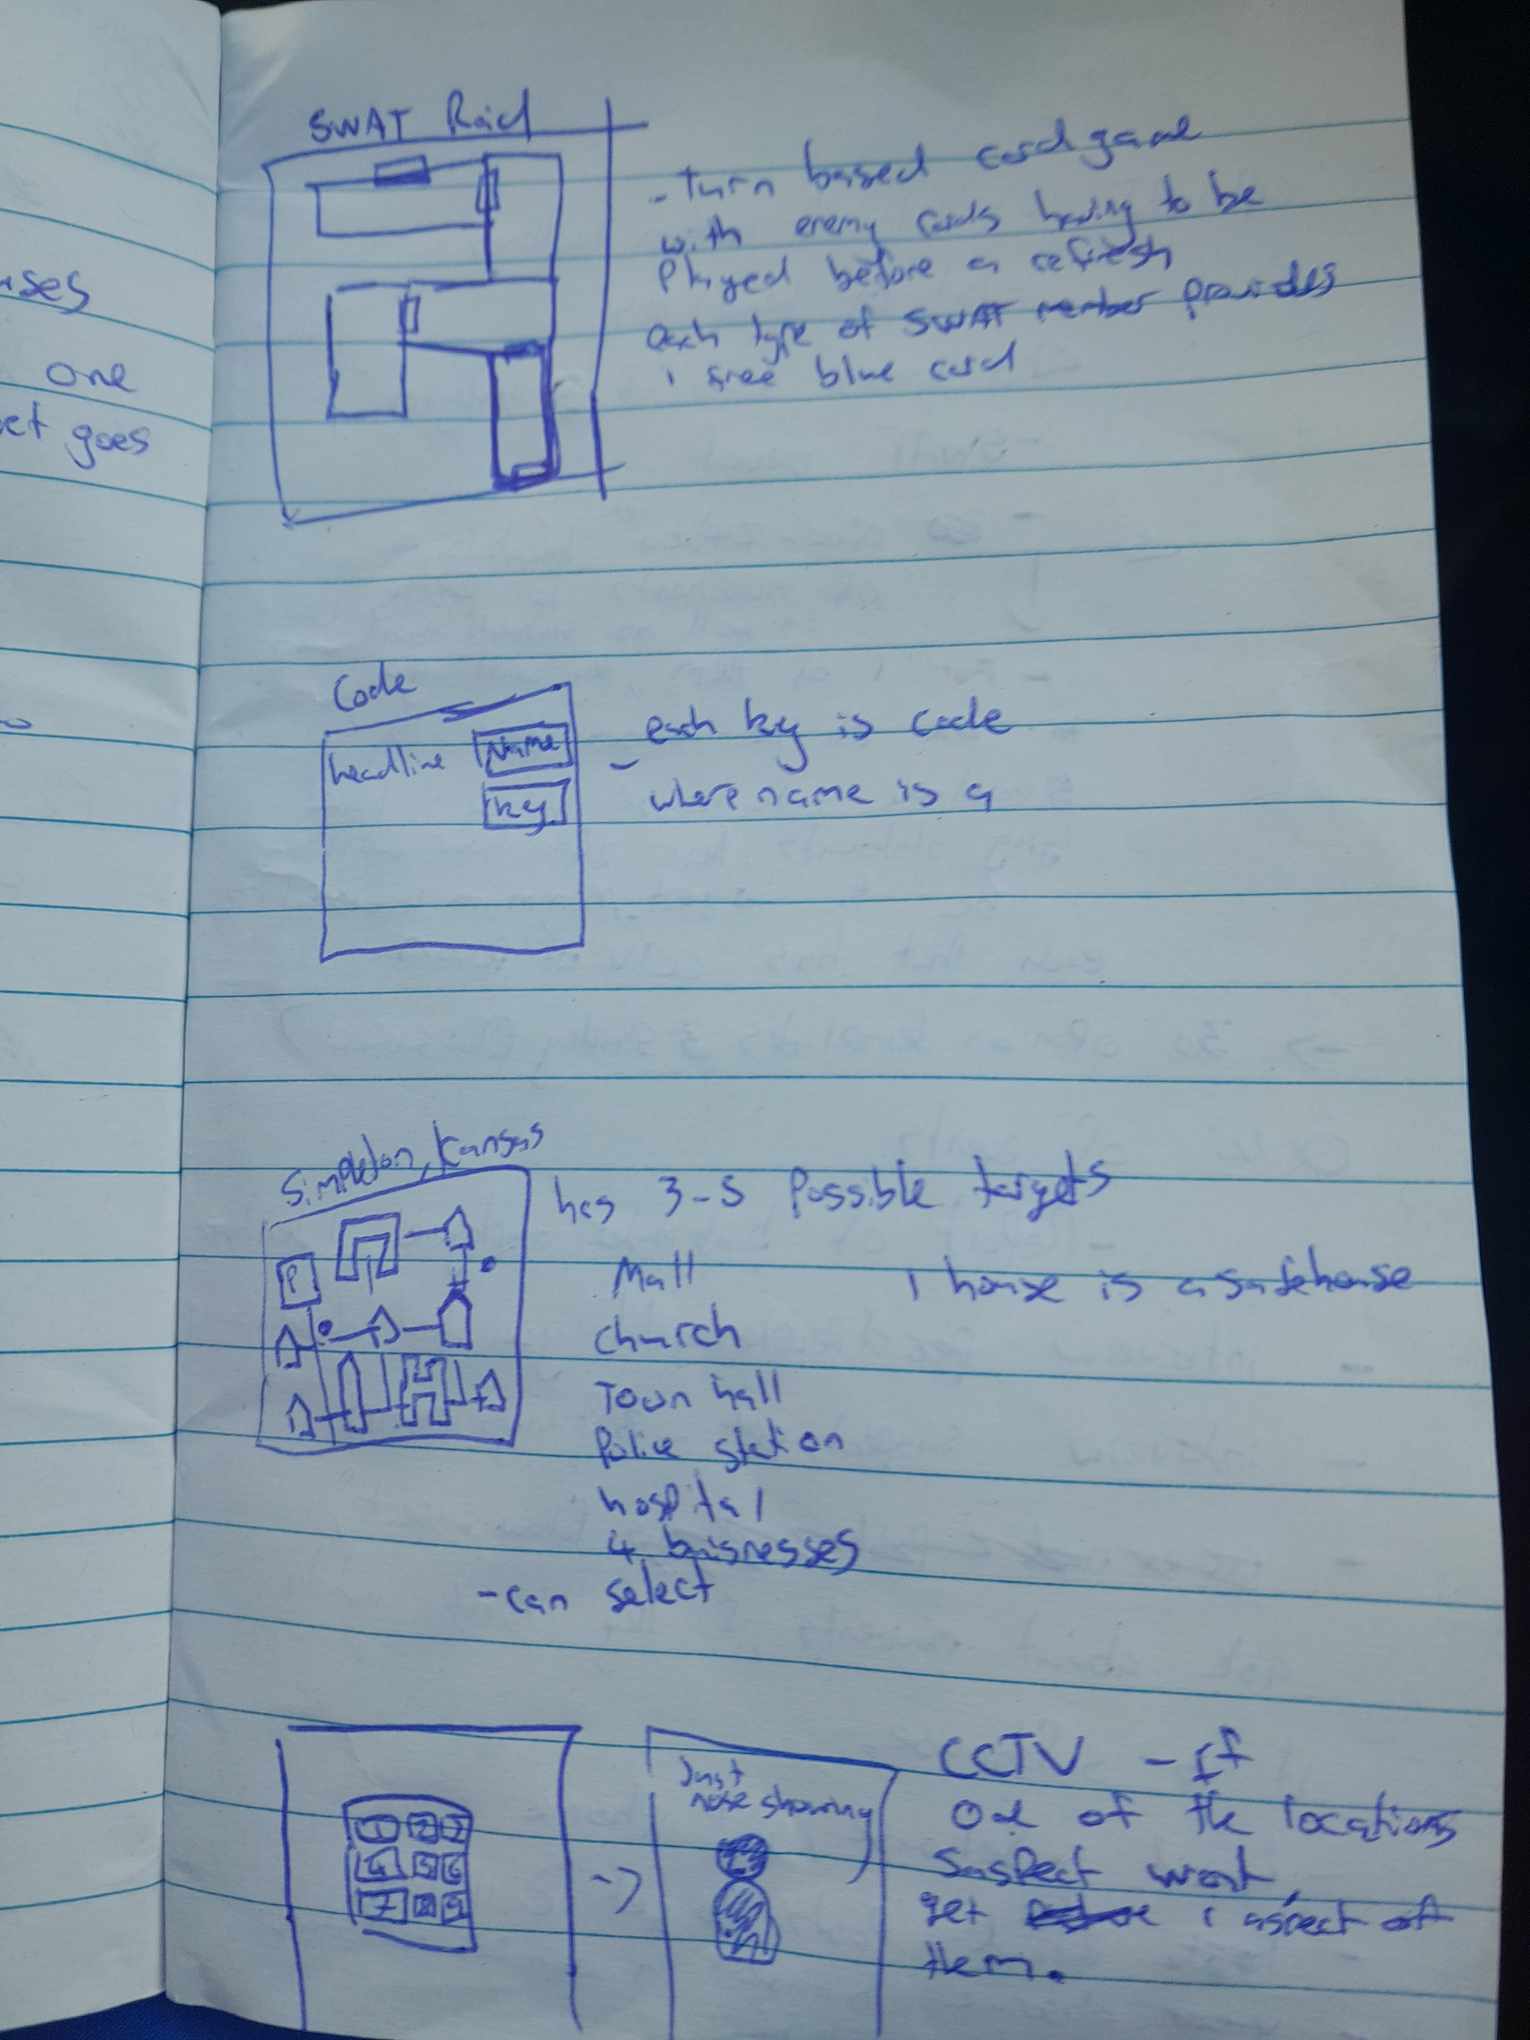 uses
one
et goes
SWAT Raid
- Turn based card game
with enemy cards having to be
Played before a refresh
each type of SWAT member provides
1 free blue card
Code
headline
Name
key
- each key is code
where name is a
Simpleton, Kansas
P
has 3-5 Possible targets
Mall
1 house is a safehouse
Church
Town hall
Police station
hospital
4 buisnesses
- can select
1 2 3
4 5 6
7 8 9
->
Just
nose showing
CCTV - If
one of the locations
suspect went,
get 1 aspect of
them.